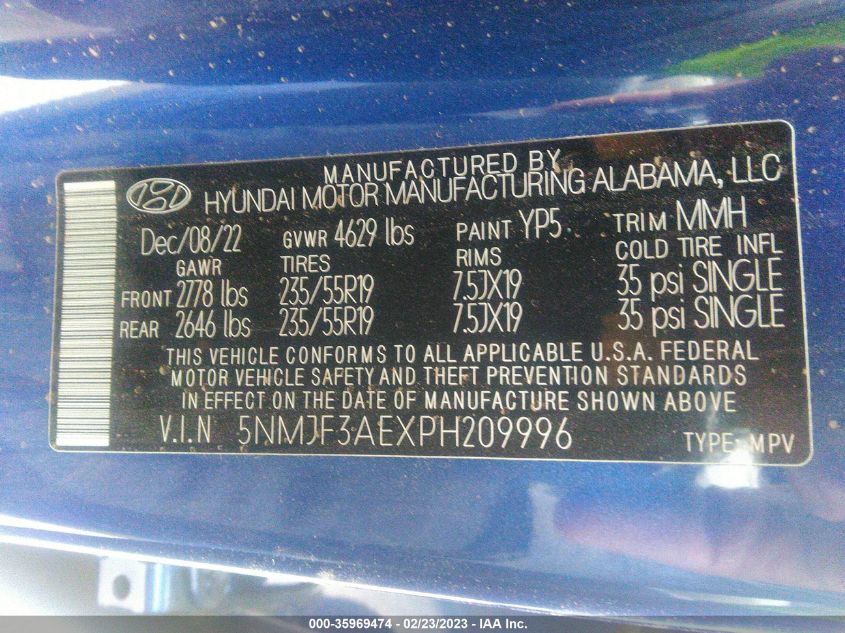 MANUFACTURED BY
HYUNDAI MOTOR MANUFACTURING ALABAMA, LLC
Dec/08/22 GVWR 4629 lbs PAINT YP5 TRIM MMH
GAWR TIRES RIMS COLD TIRE INFL
FRONT 2778 lbs 235/55R19 7.5JX19 35 psi SINGLE
REAR 2646 lbs 235/55R19 7.5JX19 35 psi SINGLE
THIS VEHICLE CONFORMS TO ALL APPLICABLE U.S.A. FEDERAL
MOTOR VEHICLE SAFETY AND THEFT PREVENTION STANDARDS
IN EFFECT ON THE DATE OF MANUFACTURE SHOWN ABOVE
V.I.N 5NMJF3AEXPH209996 TYPE: MPV
000-35969474 - 02/23/2023 - IAA Inc.